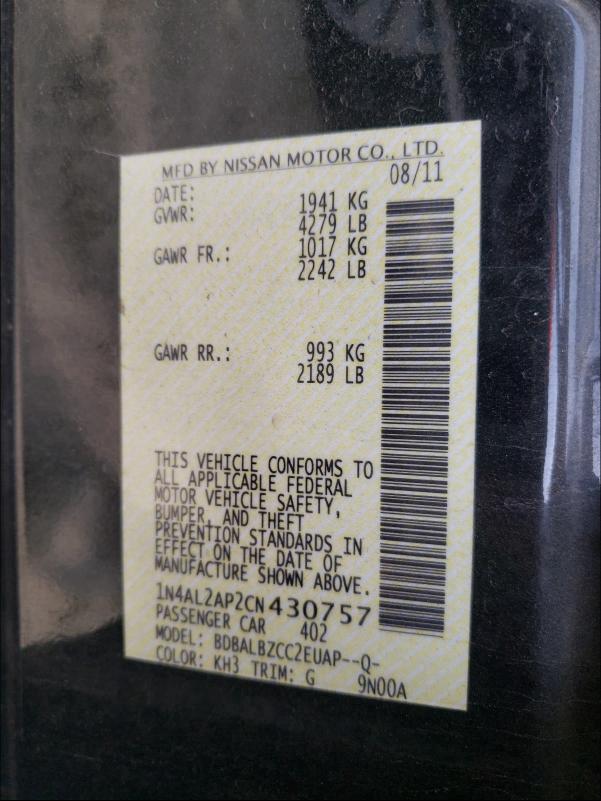 MFD BY NISSAN MOTOR CO., LTD.
DATE: 08/11
GVWR: 1941 KG
4279 LB
GAWR FR.: 1017 KG
2242 LB
GAWR RR.: 993 KG
2189 LB
THIS VEHICLE CONFORMS TO
ALL APPLICABLE FEDERAL
MOTOR VEHICLE SAFETY,
BUMPER, AND THEFT
PREVENTION STANDARDS IN
EFFECT ON THE DATE OF
MANUFACTURE SHOWN ABOVE.
1N4AL2AP2CN430757
PASSENGER CAR 402
MODEL: BDBALBZCC2EUAP--Q-
COLOR: KH3 TRIM: G 9N00A